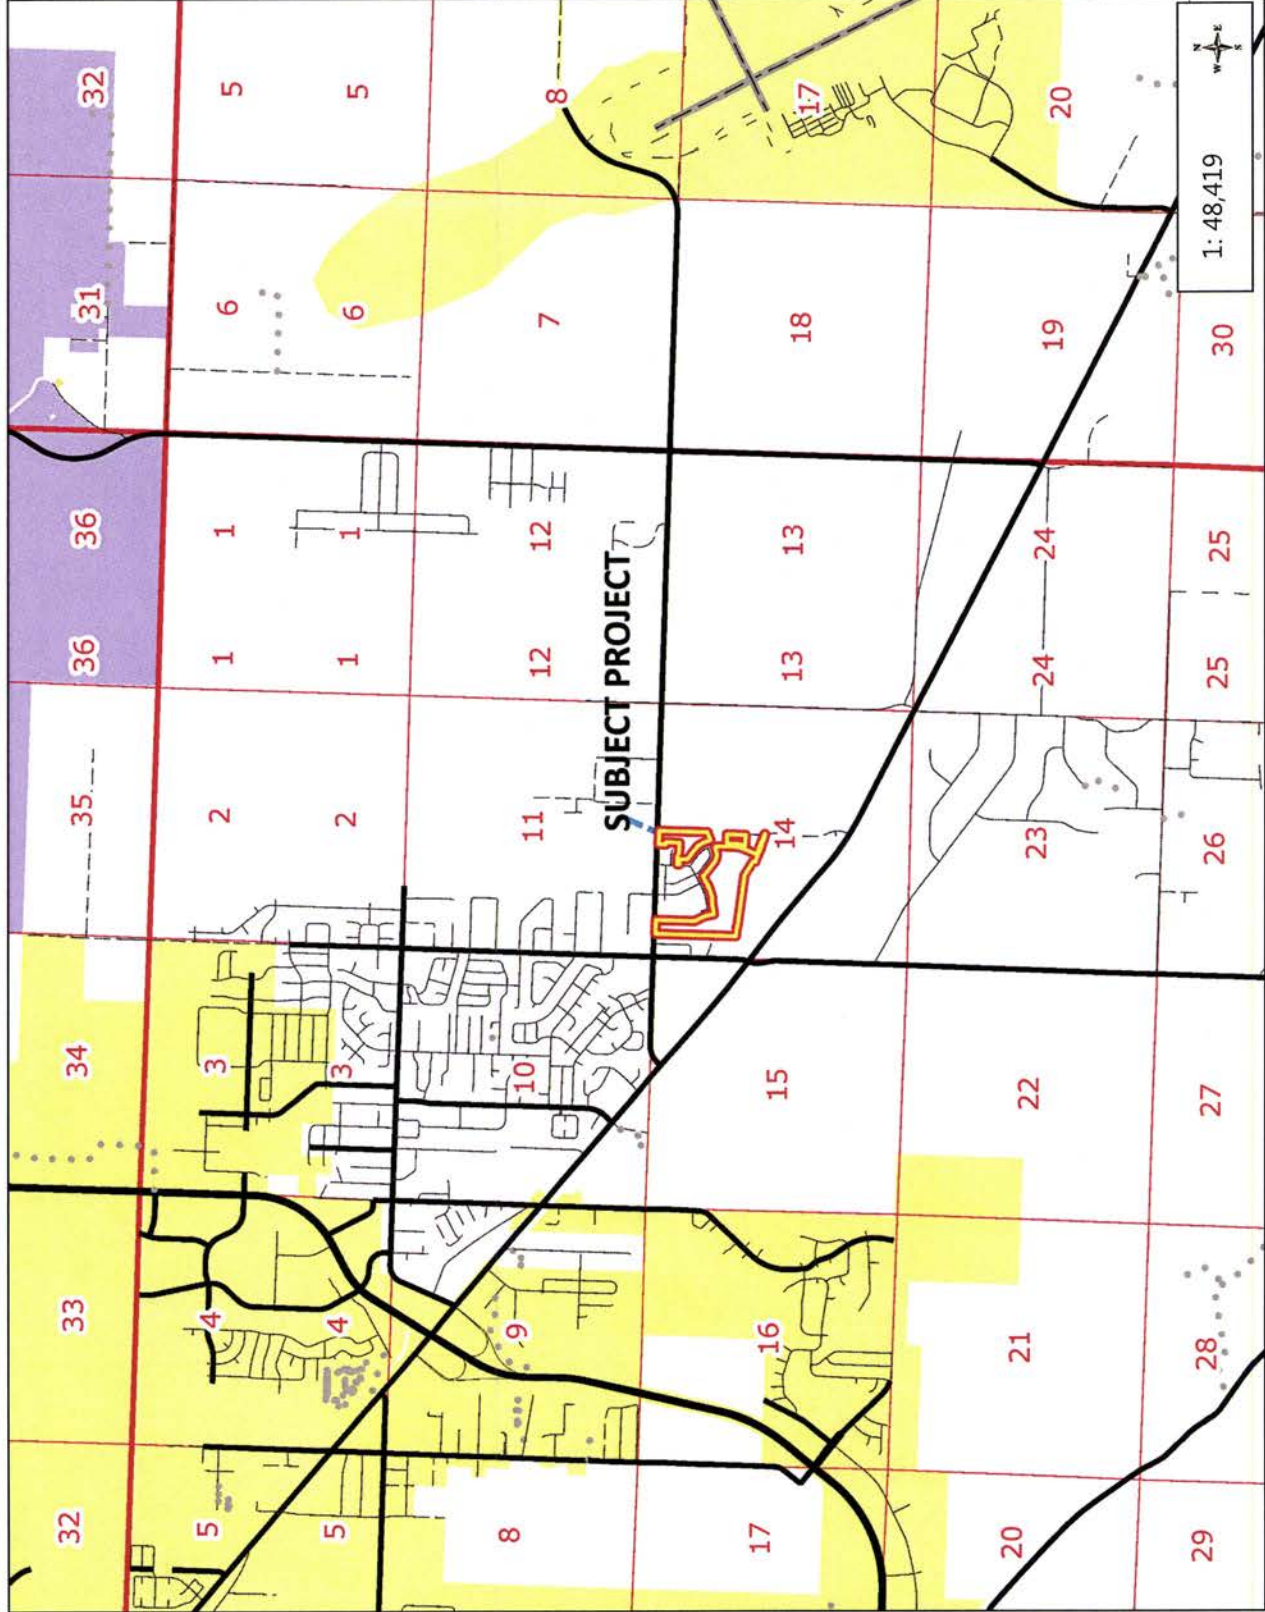 32 33 34 35 36 36 31 32
5 4 3 2 1 1 6 5
5 4 3 2 1 1 6 5
8 9 10 11 12 12 7 8
SUBJECT PROJECT
17 16 15 14 13 13 18 17
20 21 22 23 24 24 19 20
29 28 27 26 25 25 30
1: 48,419
N
W E
S